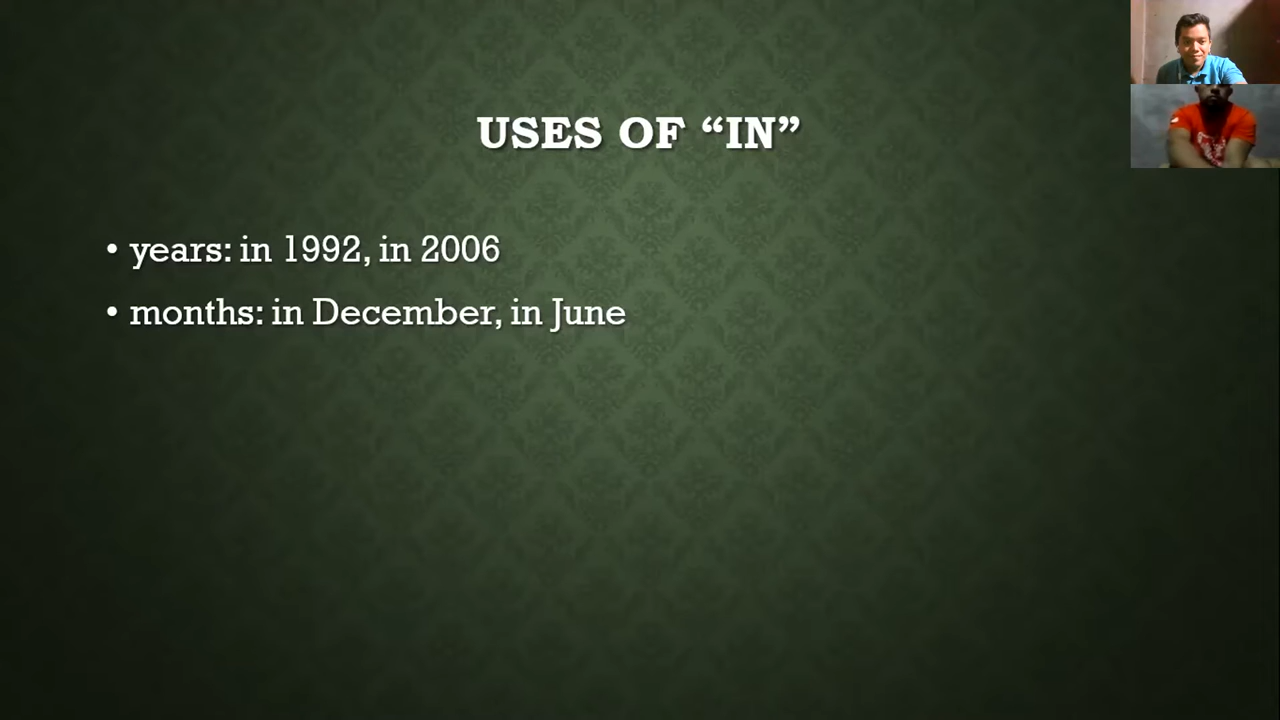 USES OF “IN”
• years: in 1992, in 2006
• months: in December, in June